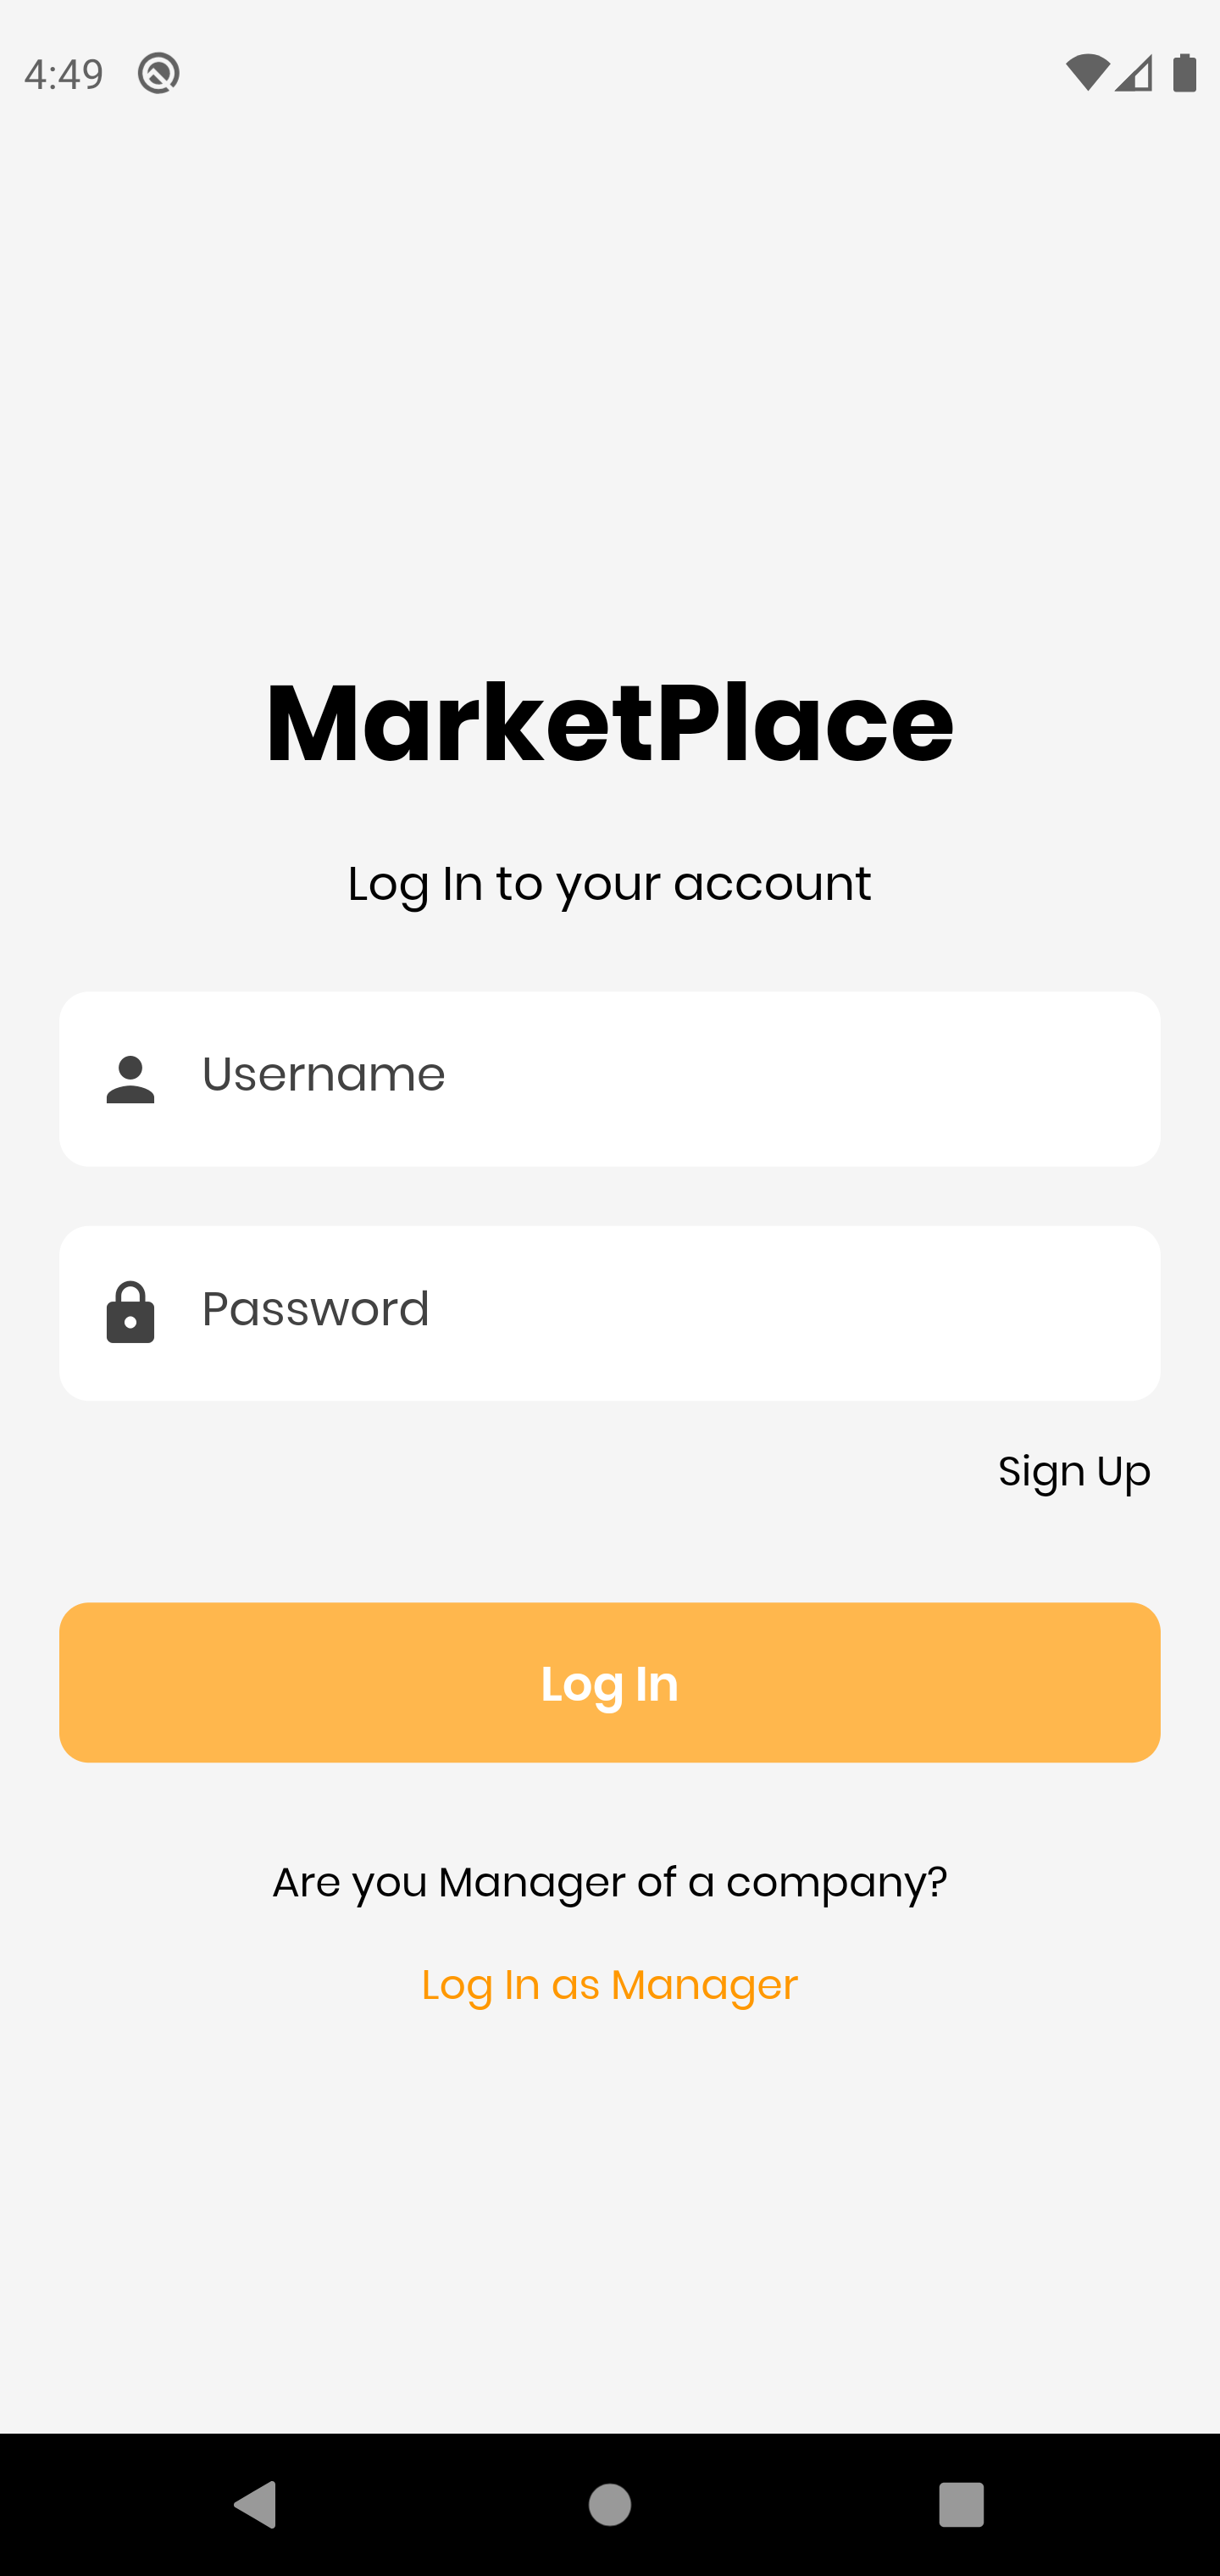 4:49
MarketPlace
Log In to your account
Username
Password
Sign Up
Log In
Are you Manager of a company?
Log In as Manager